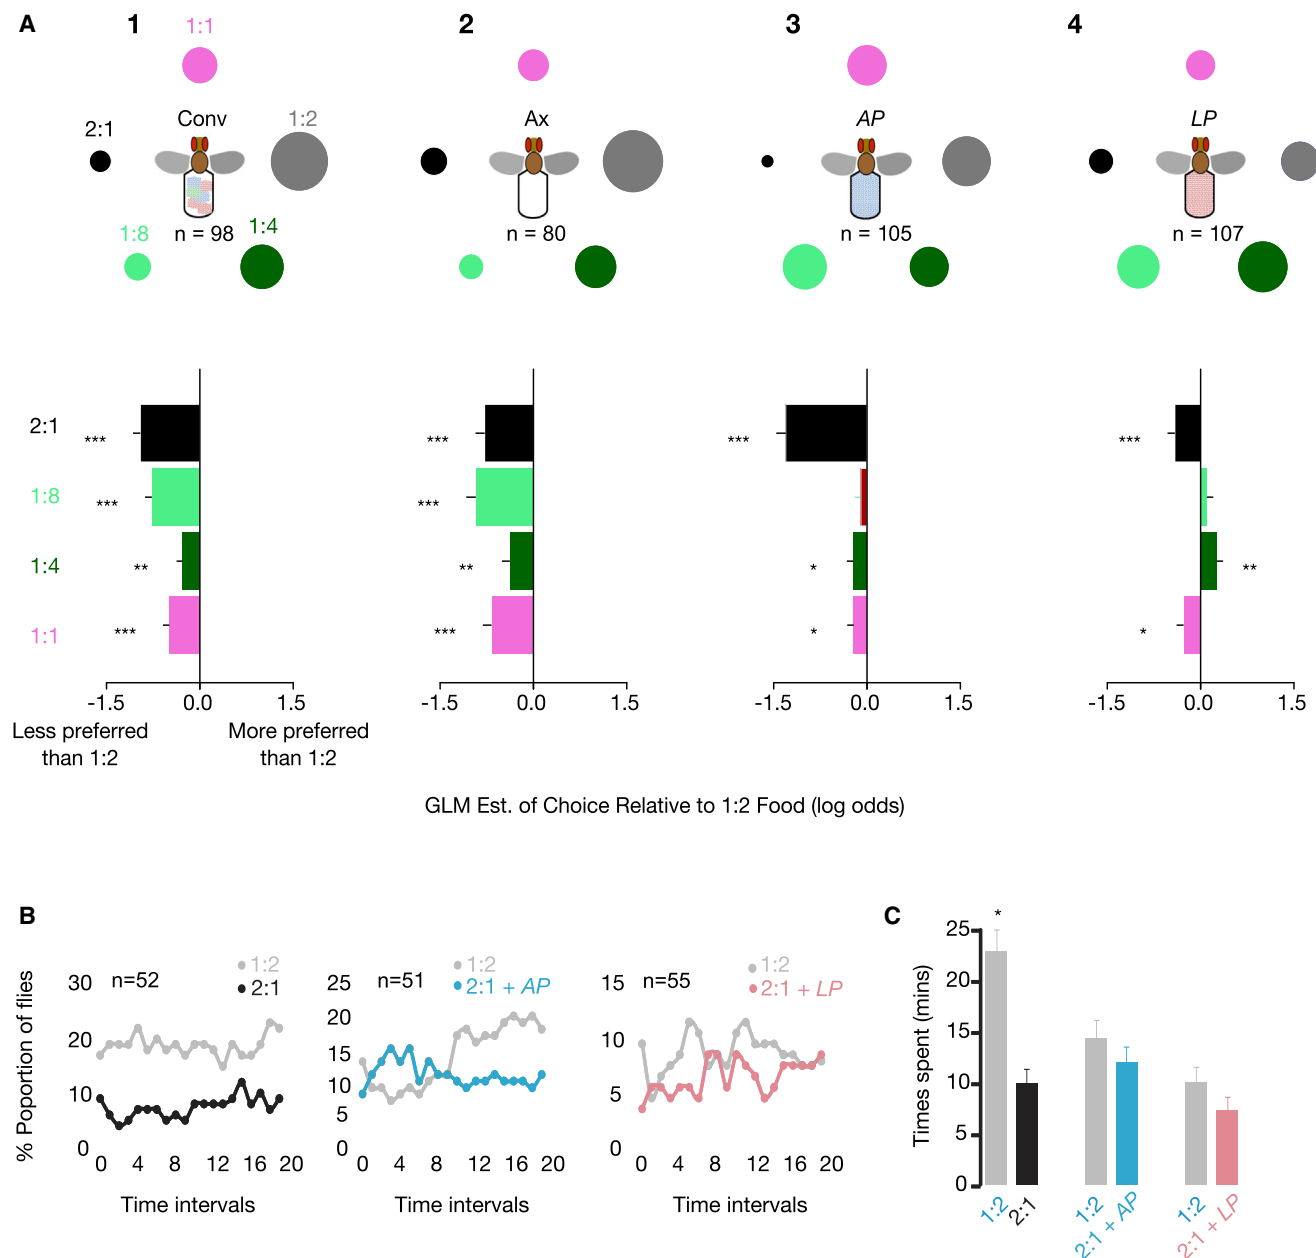 A
1
2
3
4
1:1
Conv
Ax
AP
LP
2:1
1:2
1:8
1:4
n = 98
n = 80
n = 105
n = 107
2:1
***
***
***
***
1:8
***
***
1:4
**
**
*
**
1:1
***
***
*
*
-1.5 0.0 1.5
-1.5 0.0 1.5
-1.5 0.0 1.5
-1.5 0.0 1.5
Less preferred
than 1:2
More preferred
than 1:2
GLM Est. of Choice Relative to 1:2 Food (log odds)
B
% Poportion of flies
30
20
10
0
n=52
1:2
2:1
0 4 8 12 16 20
Time intervals
25
20
15
10
5
0
n=51
1:2
2:1 + AP
0 4 8 12 16 20
Time intervals
15
10
5
0
n=55
1:2
2:1 + LP
0 4 8 12 16 20
Time intervals
C
Times spent (mins)
25
20
15
10
5
0
*
1:2
2:1
1:2
2:1 + AP
1:2
2:1 + LP